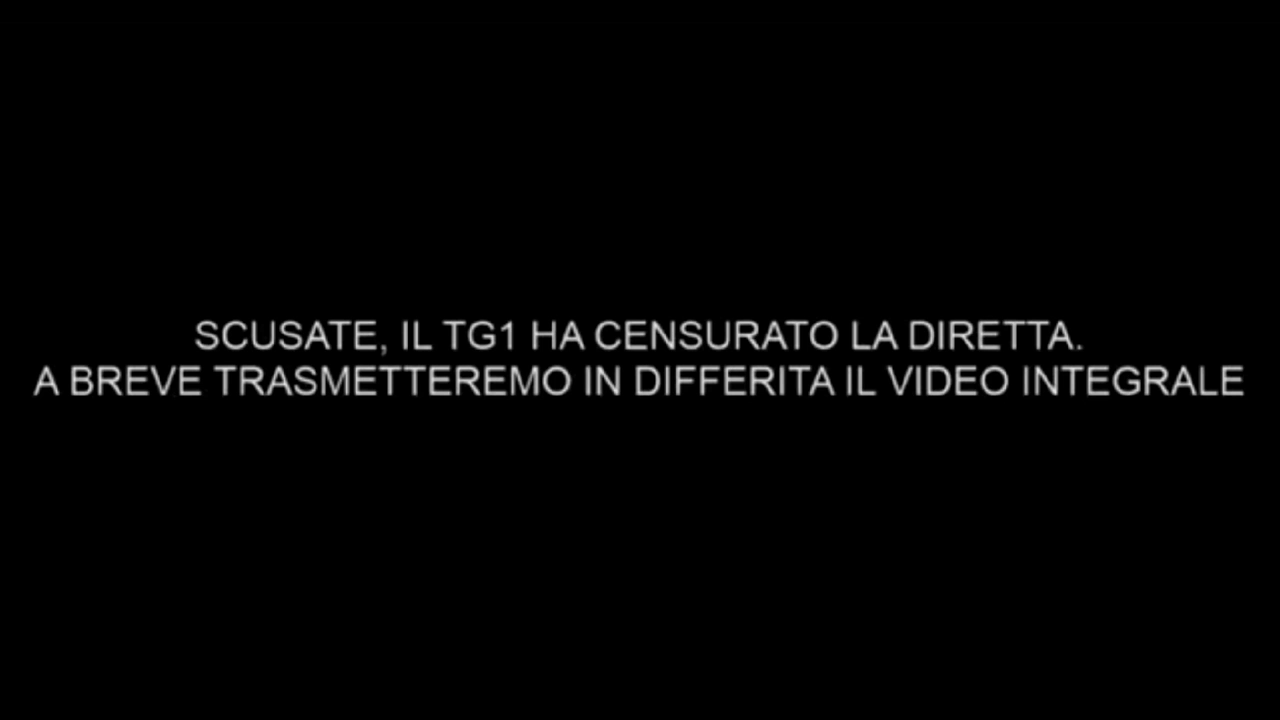 SCUSATE, IL TG1 HA CENSURATO LA DIRETTA.
A BREVE TRASMETTEREMO IN DIFFERITA IL VIDEO INTEGRALE